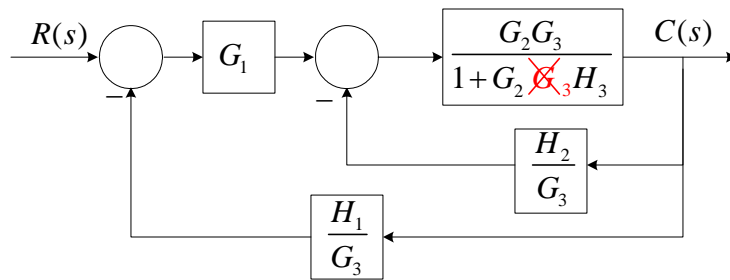 R(s)
G₁
G₂G₃
1+G₂G₃H₃
C(s)
−
−
H₂
G₃
H₁
G₃